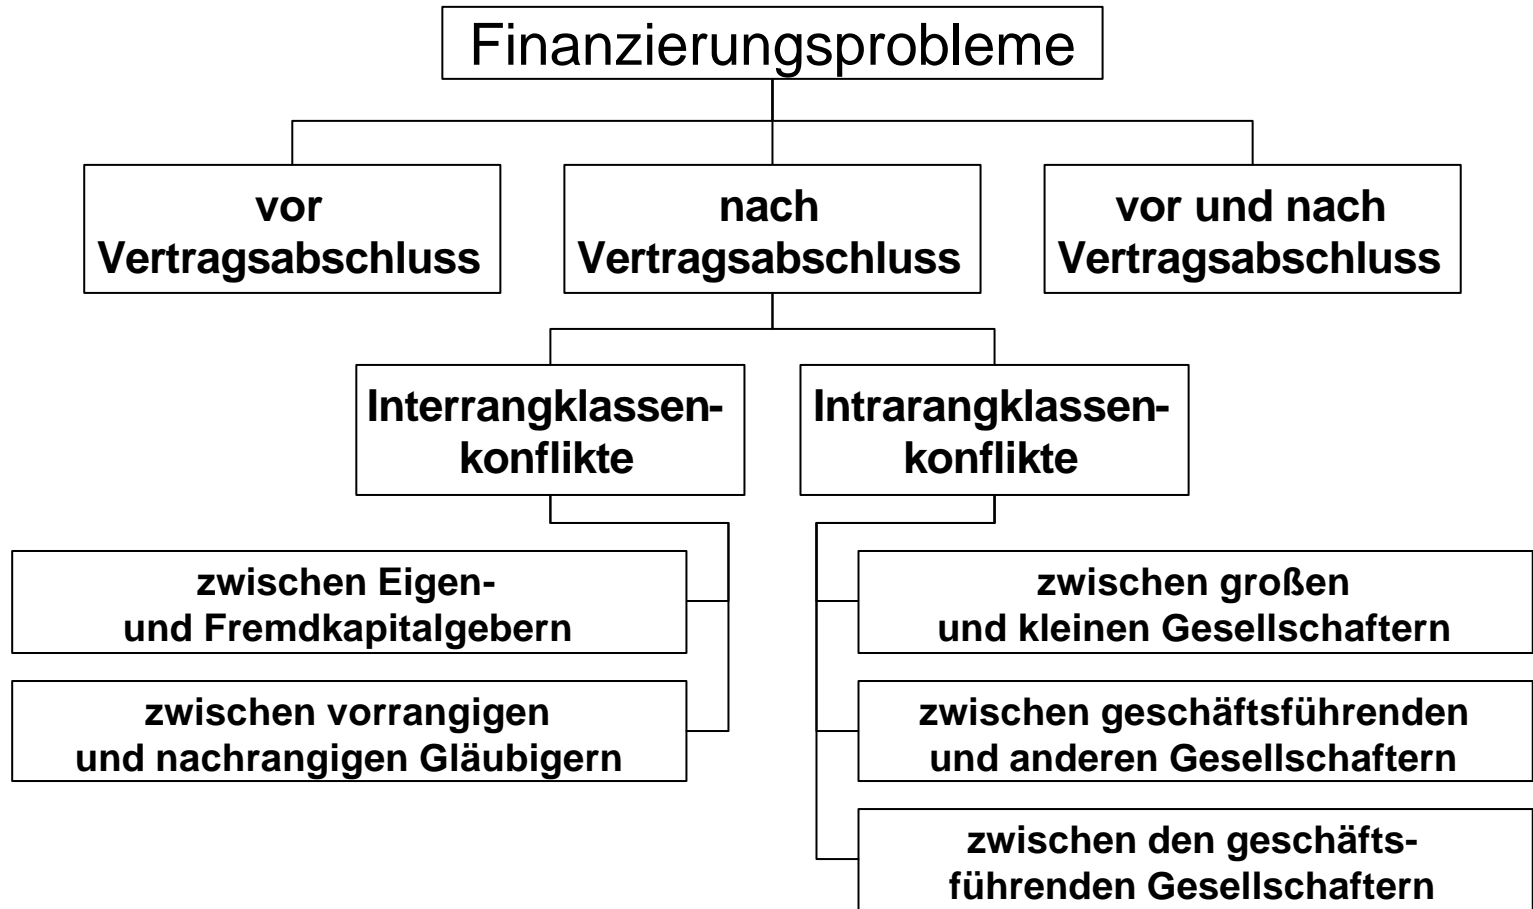 Finanzierungsprobleme
vor
Vertragsabschluss
nach
Vertragsabschluss
vor und nach
Vertragsabschluss
Interrangklassen-
konflikte
Intrarangklassen-
konflikte
zwischen Eigen-
und Fremdkapitalgebern
zwischen vorrangigen
und nachrangigen Gläubigern
zwischen großen
und kleinen Gesellschaftern
zwischen geschäftsführenden
und anderen Gesellschaftern
zwischen den geschäfts-
führenden Gesellschaftern